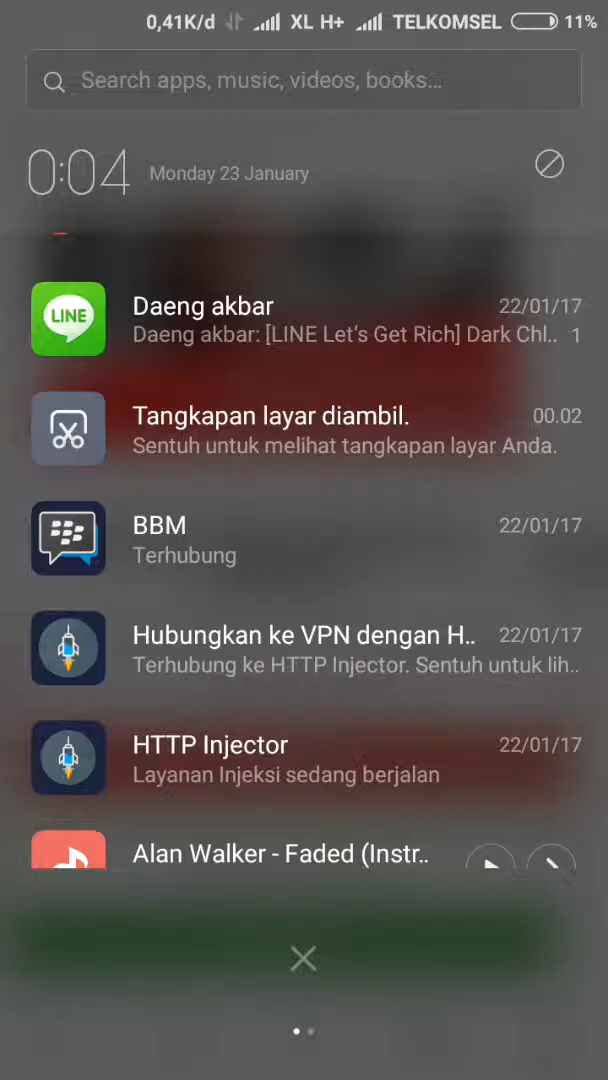 0,41K/d XL H+ TELKOMSEL 11%
Search apps, music, videos, books...
0:04 Monday 23 January
LINE
Daeng akbar 22/01/17
Daeng akbar: [LINE Let's Get Rich] Dark Chl.. 1
Tangkapan layar diambil. 00.02
Sentuh untuk melihat tangkapan layar Anda.
BBM 22/01/17
Terhubung
Hubungkan ke VPN dengan H.. 22/01/17
Terhubung ke HTTP Injector. Sentuh untuk lih..
HTTP Injector 22/01/17
Layanan Injeksi sedang berjalan
Alan Walker - Faded (Instr..